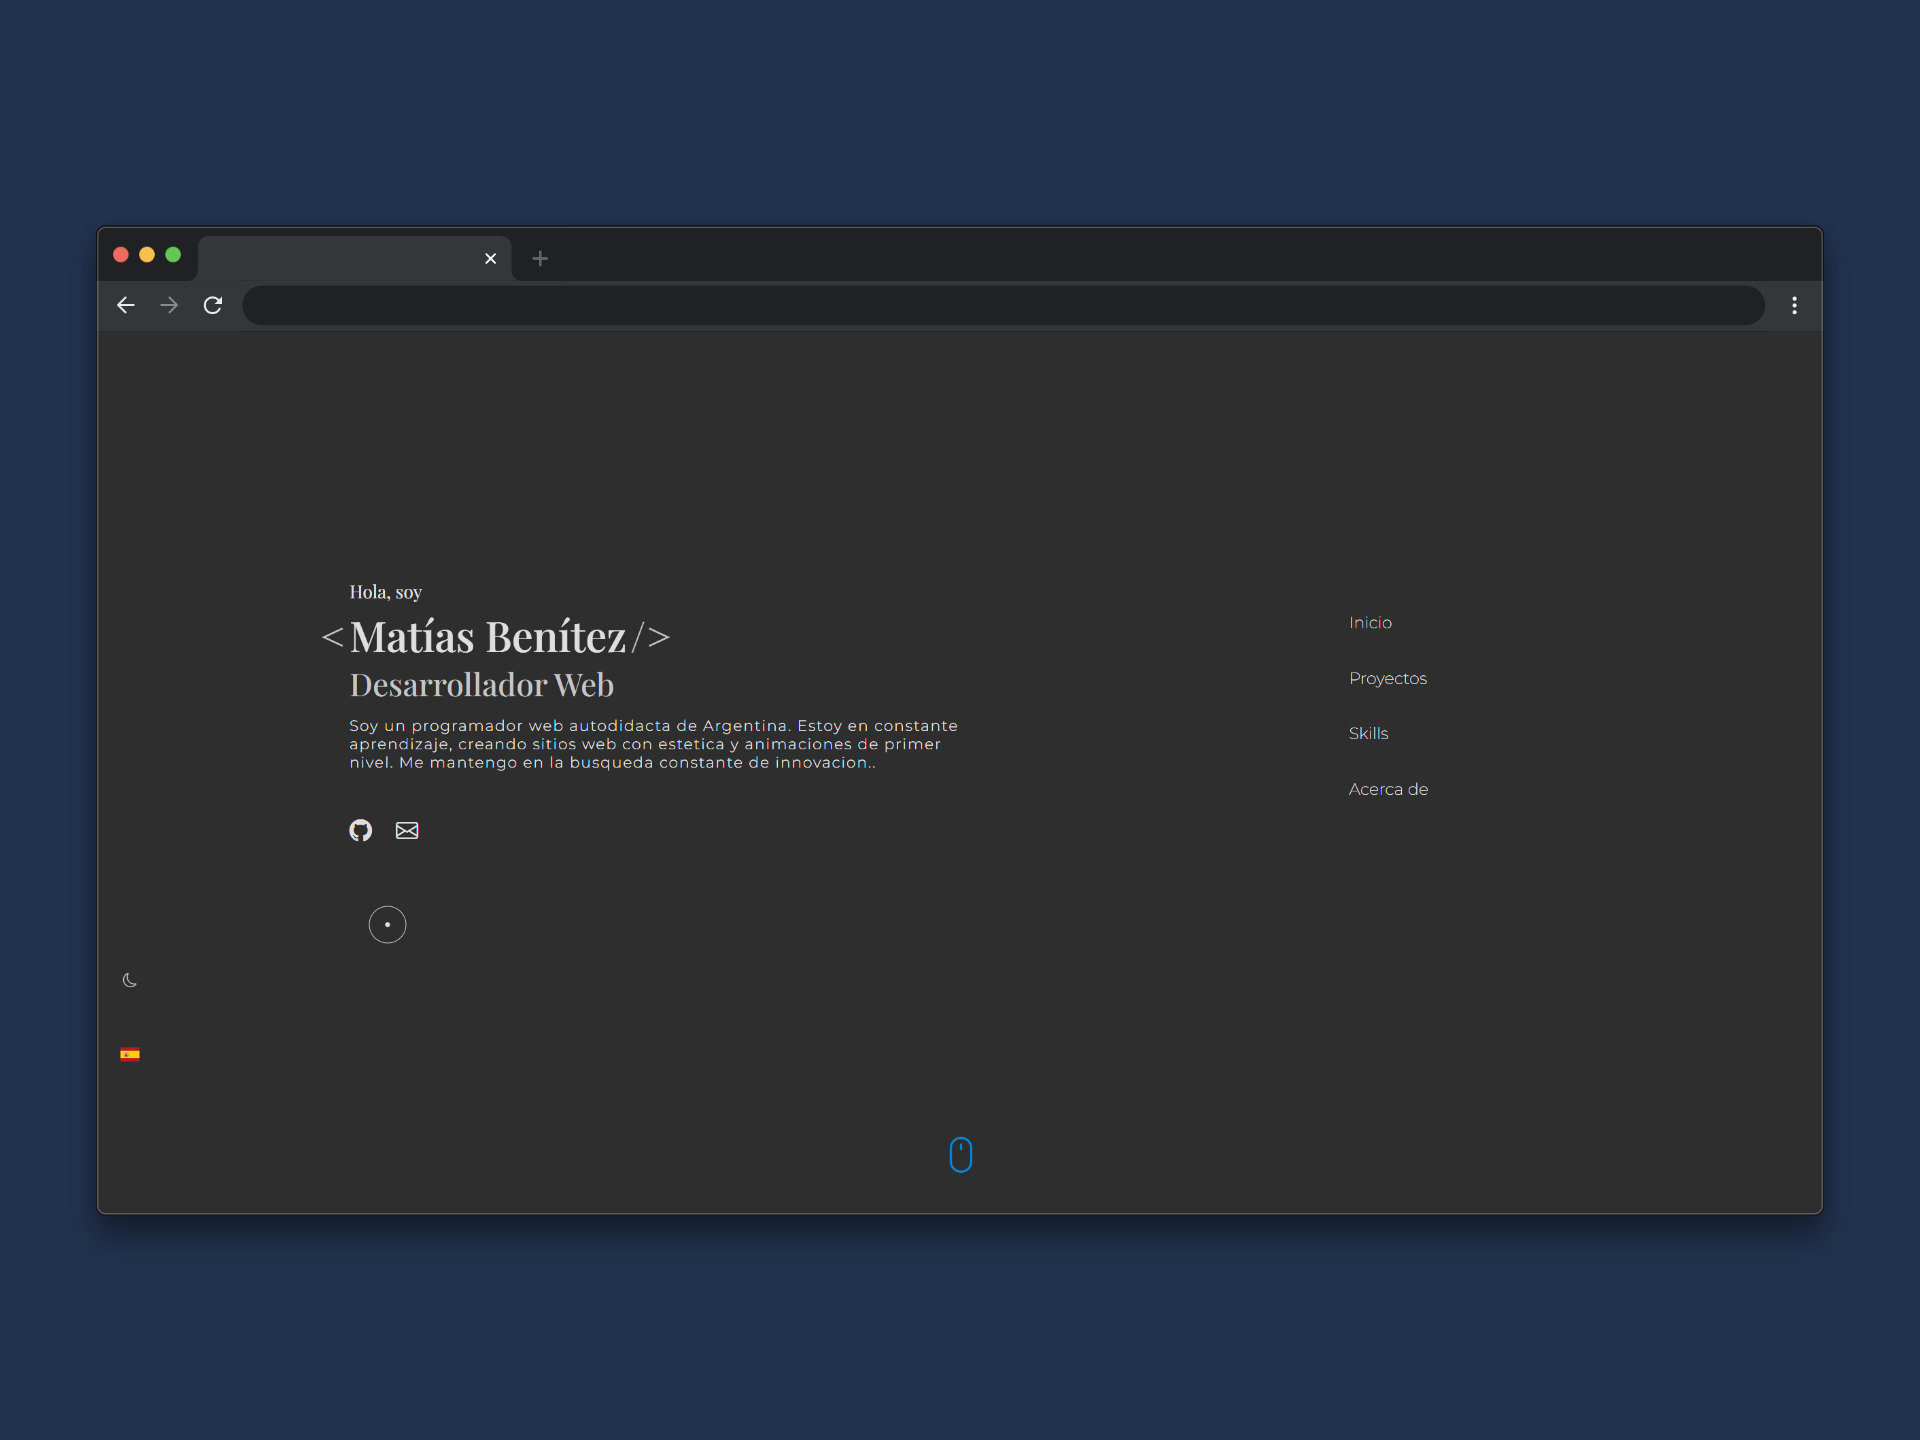 Hola, soy
<Matías Benítez/>
Desarrollador Web
Soy un programador web autodidacta de Argentina. Estoy en constante
aprendizaje, creando sitios web con estetica y animaciones de primer
nivel. Me mantengo en la busqueda constante de innovacion..
Inicio
Proyectos
Skills
Acerca de